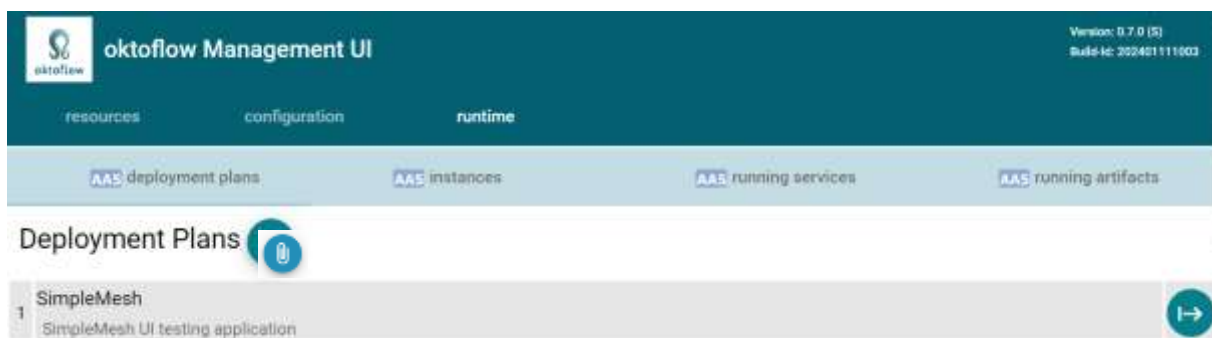 oktoflow
oktoflow Management UI
Version: 0.7.0 (S)
Build-Id: 202401111003
resources configuration runtime
AAS deployment plans AAS instances AAS running services AAS running artifacts
Deployment Plans
1
SimpleMesh
SimpleMesh UI testing application